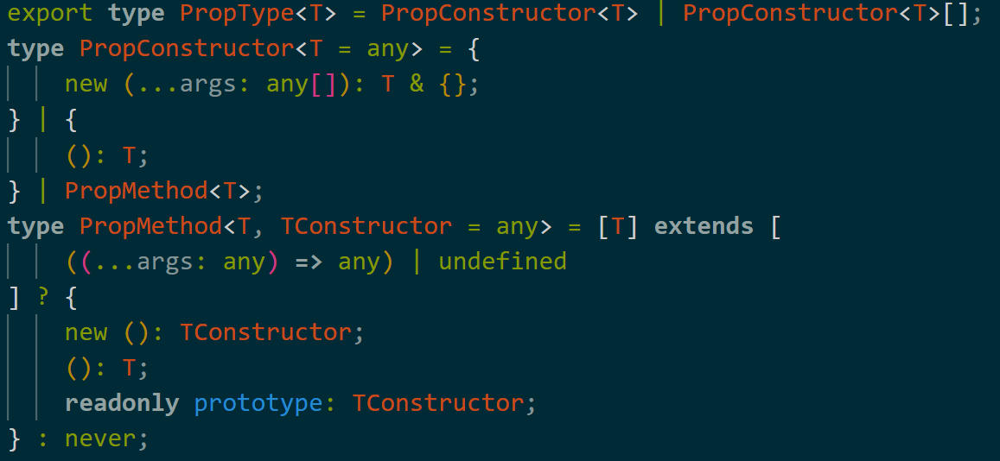 export type PropType<T> = PropConstructor<T> | PropConstructor<T>[];
type PropConstructor<T = any> = {
    new (...args: any[]): T & {};
} | {
    (): T;
} | PropMethod<T>;
type PropMethod<T, TConstructor = any> = [T] extends [
    ((...args: any) => any) | undefined
] ? {
    new (): TConstructor;
    (): T;
    readonly prototype: TConstructor;
} : never;